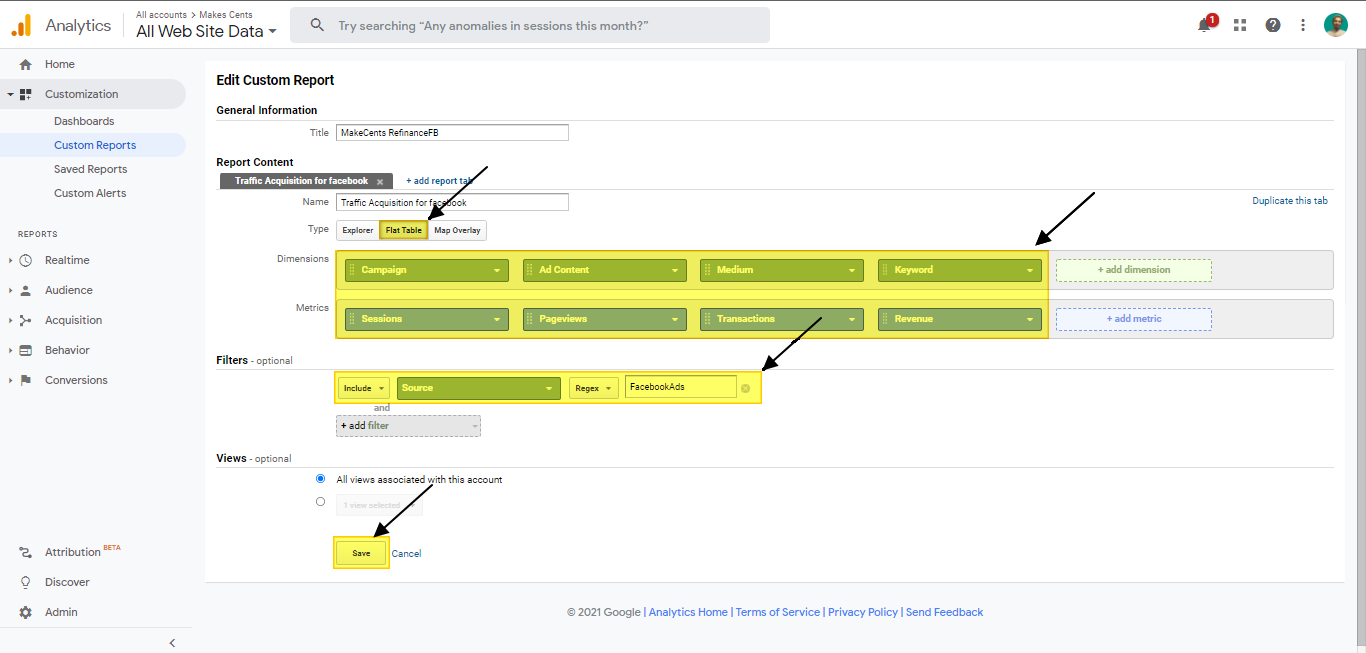 Analytics
All accounts > Makes Cents
All Web Site Data
Try searching “Any anomalies in sessions this month?”
1
Home
Customization
Dashboards
Custom Reports
Saved Reports
Custom Alerts
REPORTS
Realtime
Audience
Acquisition
Behavior
Conversions
Attribution BETA
Discover
Admin
Edit Custom Report
General Information
Title MakeCents RefinanceFB
Report Content
Traffic Acquisition for facebook x + add report tab
Name Traffic Acquisition for facebook Duplicate this tab
Type Explorer Flat Table Map Overlay
Dimensions Campaign Ad Content Medium Keyword + add dimension
Metrics Sessions Pageviews Transactions Revenue + add metric
Filters - optional
Include Source Regex FacebookAds
and
+ add filter
Views - optional
All views associated with this account
1 view selected
Save Cancel
© 2021 Google | Analytics Home | Terms of Service | Privacy Policy | Send Feedback